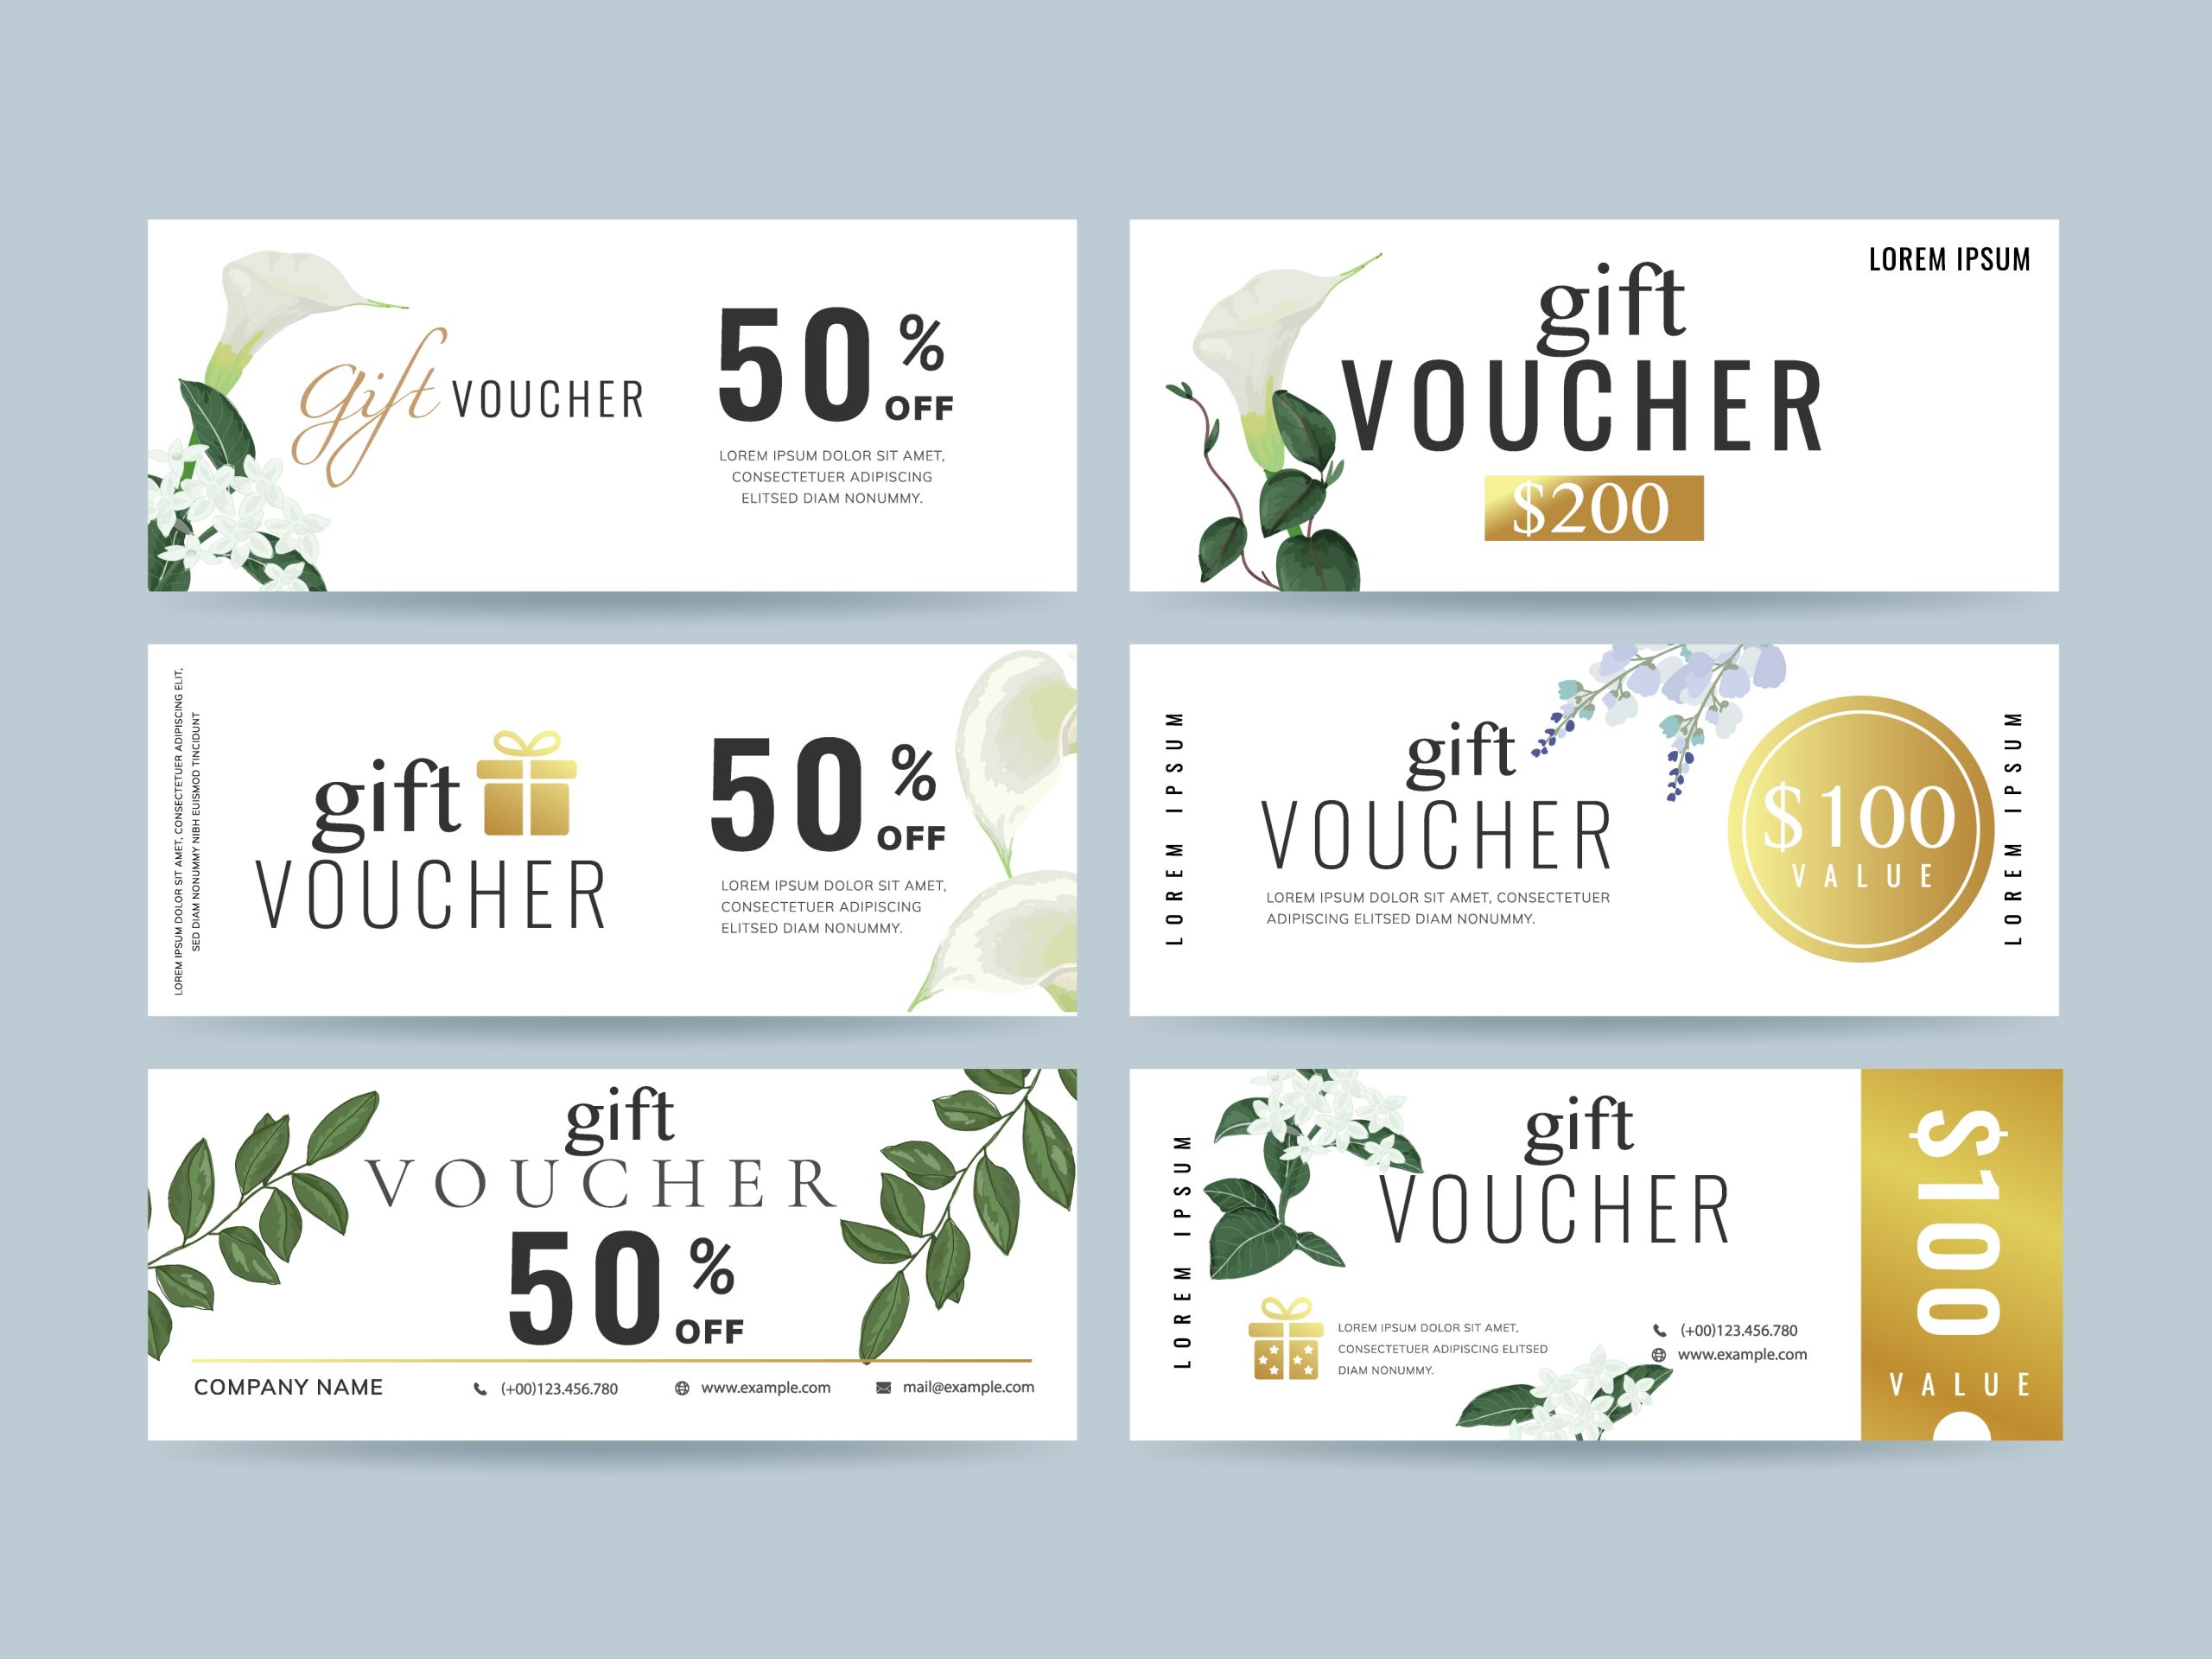 gift VOUCHER
50 %
OFF
LOREM IPSUM DOLOR SIT AMET,
CONSECTETUER ADIPISCING
ELITSED DIAM NONUMMY.
LOREM IPSUM
gift
VOUCHER
$200
LOREM IPSUM DOLOR SIT AMET, CONSECTETUER ADIPISCING ELIT,
SED DIAM NONUMMY NIBH EUISMOD TINCIDUNT
gift
VOUCHER
50 %
OFF
LOREM IPSUM DOLOR SIT AMET,
CONSECTETUER ADIPISCING
ELITSED DIAM NONUMMY.
LOREM IPSUM
gift
VOUCHER
LOREM IPSUM DOLOR SIT AMET, CONSECTETUER
ADIPISCING ELITSED DIAM NONUMMY.
$100
VALUE
LOREM IPSUM
gift
VOUCHER
50 %
OFF
COMPANY NAME
(+00)123.456.780
www.example.com
mail@example.com
LOREM IPSUM
gift
VOUCHER
LOREM IPSUM DOLOR SIT AMET,
CONSECTETUER ADIPISCING ELITSED
DIAM NONUMMY.
(+00)123.456.780
www.example.com
$100
VALUE